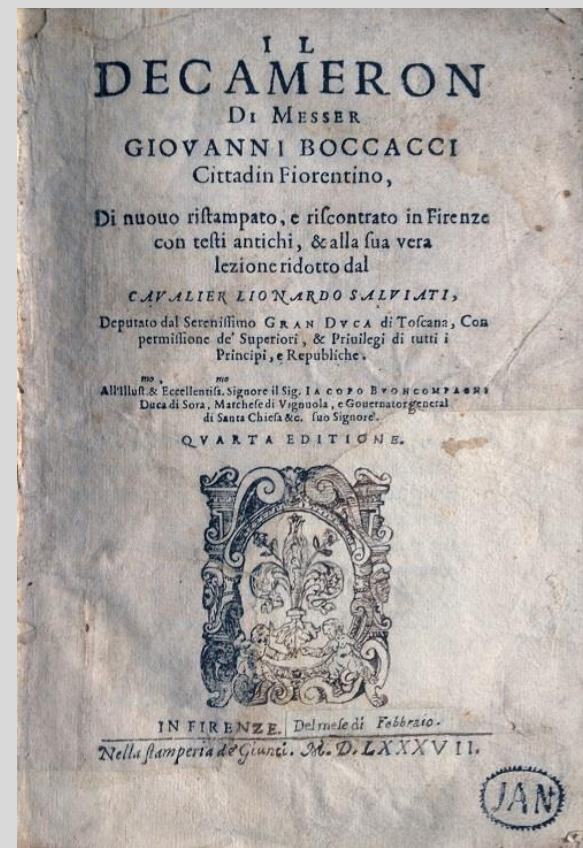 IL
DECAMERON
DI MESSER
GIOVANNI BOCCACCI
Cittadin Fiorentino,
Di nuouo riſtampato, e riſcontrato in Firenze
con teſti antichi, & alla ſua vera
lezione ridotto dal
CAVALIER LIONARDO SALVIATI,
Deputato dal Sereniſſimo GRAN DVCA di Toſcana, Con
permiſſione de' Superiori, & Priuilegi di tutti i
Principi, e Republiche.
mo, mo
All'Illuſt. & Eccellentiſs. Signore il Sig. IACOPO BVONCOMPAGNI
Duca di Sora, Marcheſe di Vignuola, e Gouernator general
di Santa Chieſa &c. ſuo Signore.
QVARTA EDITIONE.
IN FIRENZE. Del meſe di Febbraio.
Nella ſtamperia de' Giunti. M. D. LXXXVII.
JAN